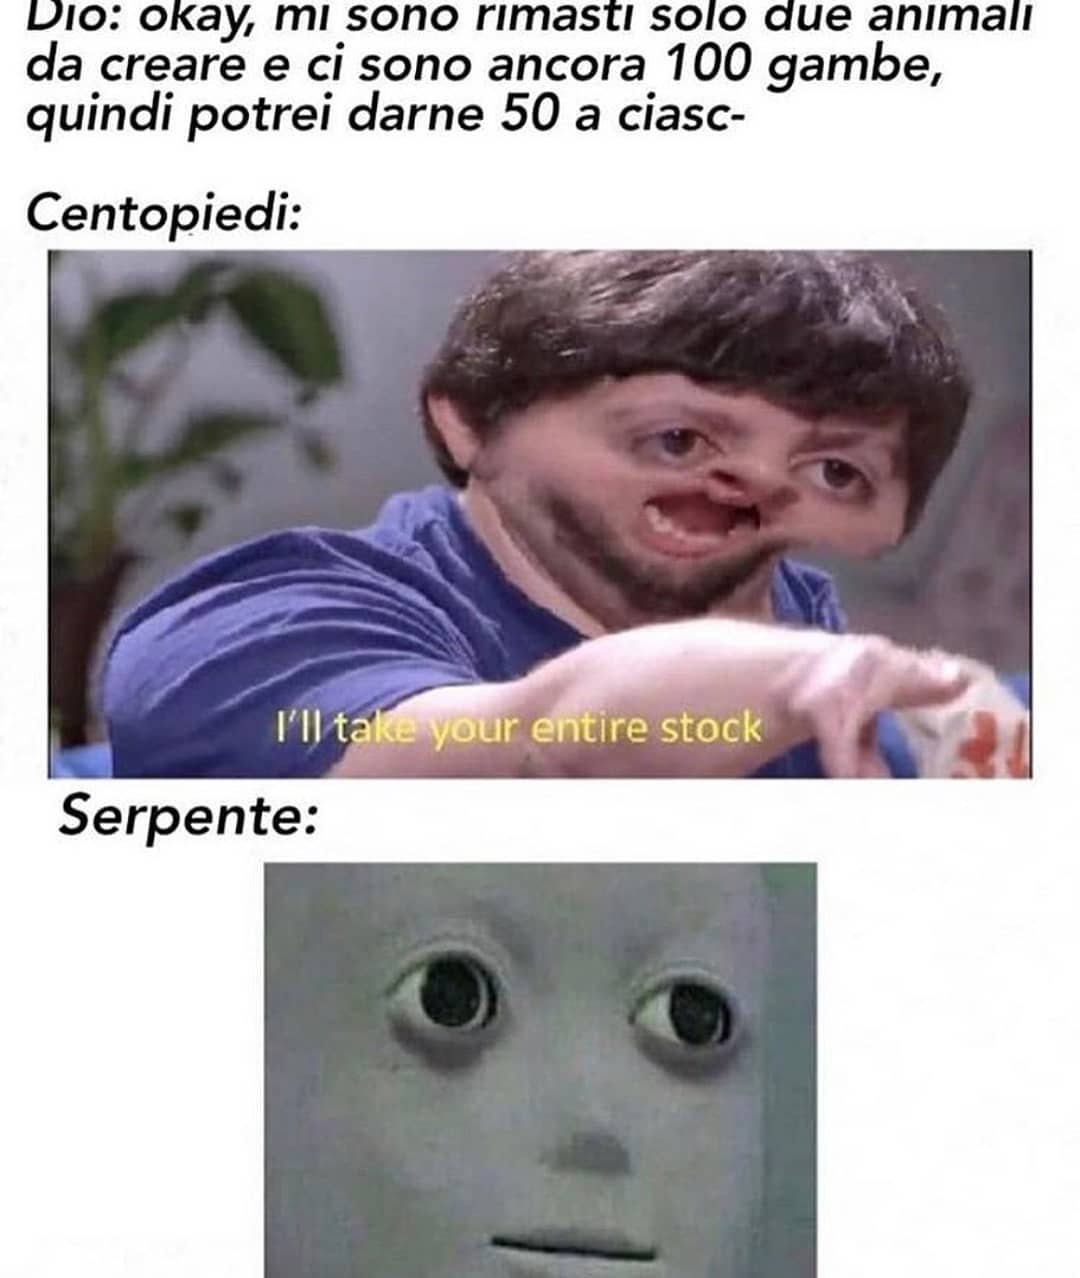 Dio: okay, mi sono rimasti solo due animali
da creare e ci sono ancora 100 gambe,
quindi potrei darne 50 a ciasc-
Centopiedi:
I'll take your entire stock
Serpente: